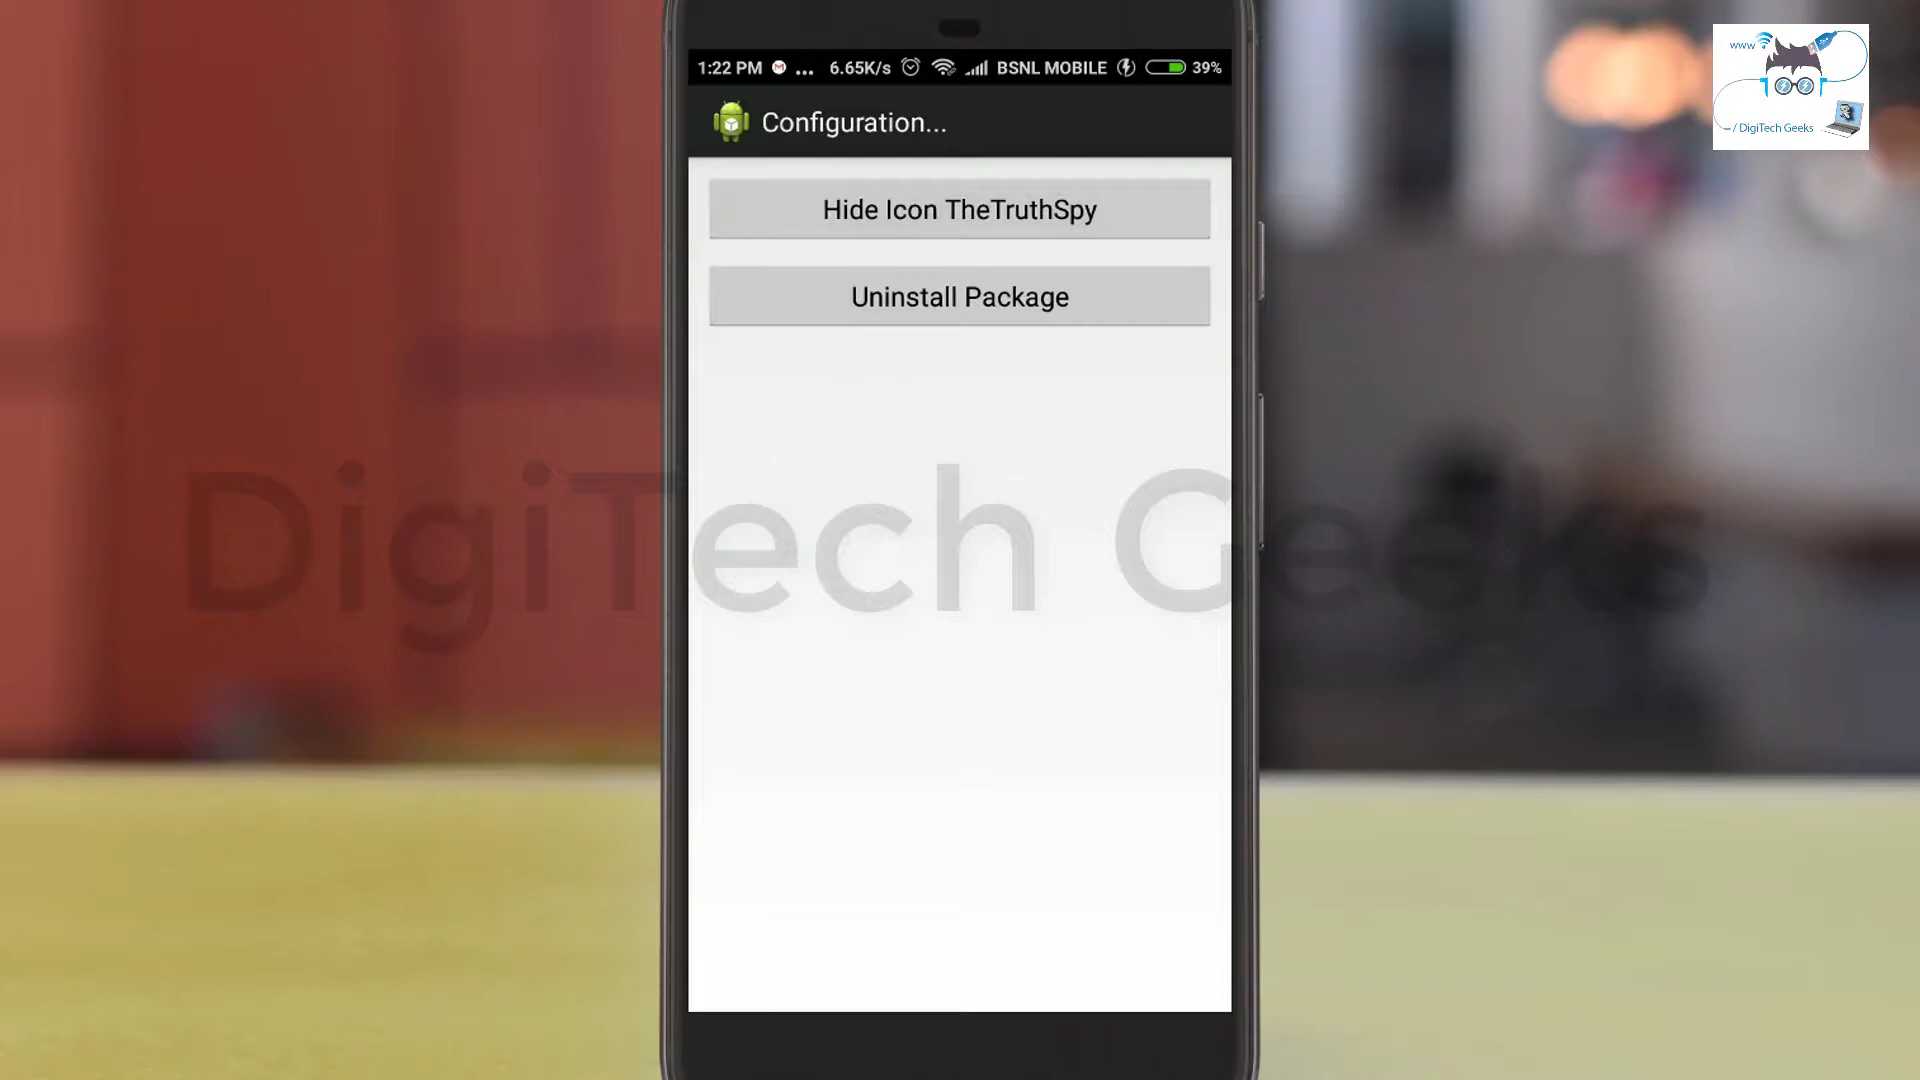 1:22 PM ... 6.65K/s BSNL MOBILE 39%
www
Configuration...
/ DigiTech Geeks
Hide Icon TheTruthSpy
Uninstall Package
DigiTech Geeks